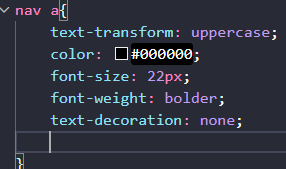 nav a{
text-transform: uppercase;
color: #000000;
font-size: 22px;
font-weight: bolder;
text-decoration: none;
}